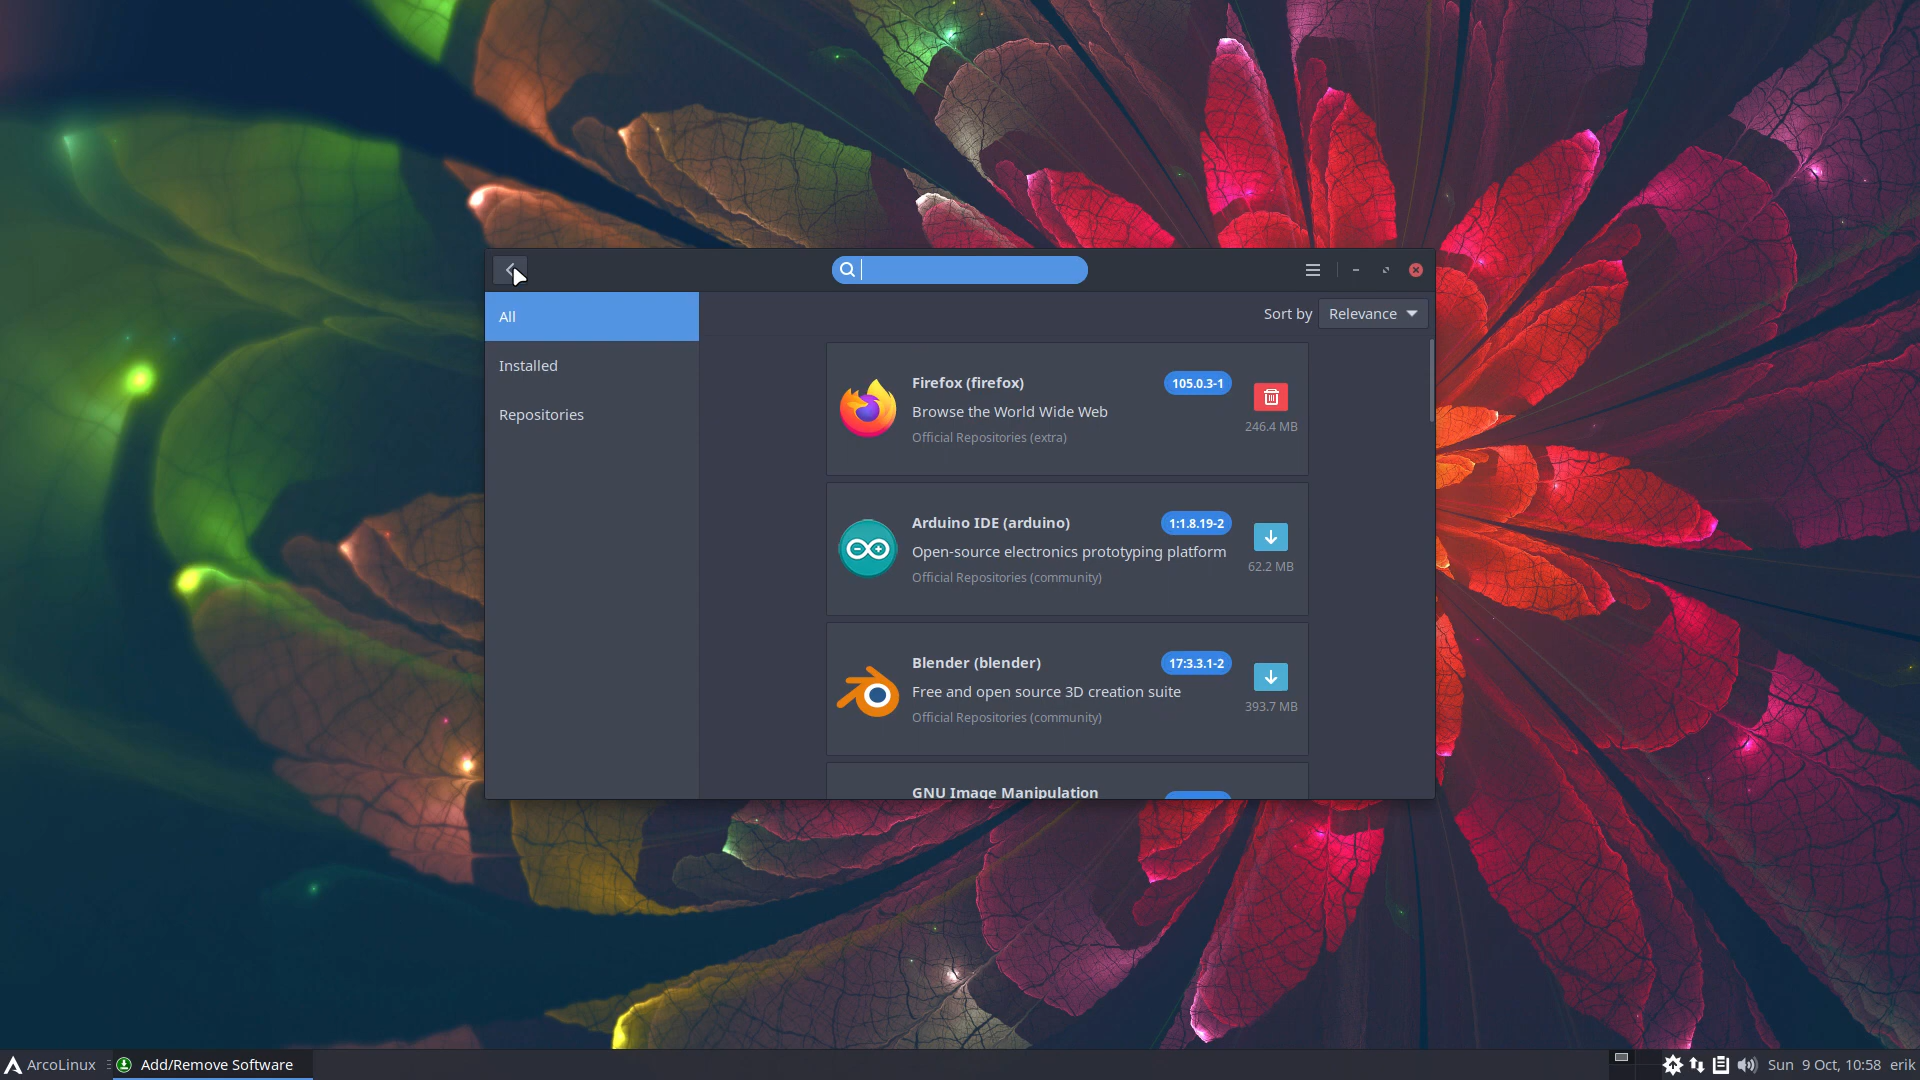 All
Installed
Repositories
Sort by Relevance
Firefox (firefox) 105.0.3-1
Browse the World Wide Web
Official Repositories (extra)
246.4 MB
Arduino IDE (arduino) 1:1.8.19-2
Open-source electronics prototyping platform
Official Repositories (community)
62.2 MB
Blender (blender) 17:3.3.1-2
Free and open source 3D creation suite
Official Repositories (community)
393.7 MB
GNU Image Manipulation
ArcoLinux Add/Remove Software Sun 9 Oct, 10:58 erik